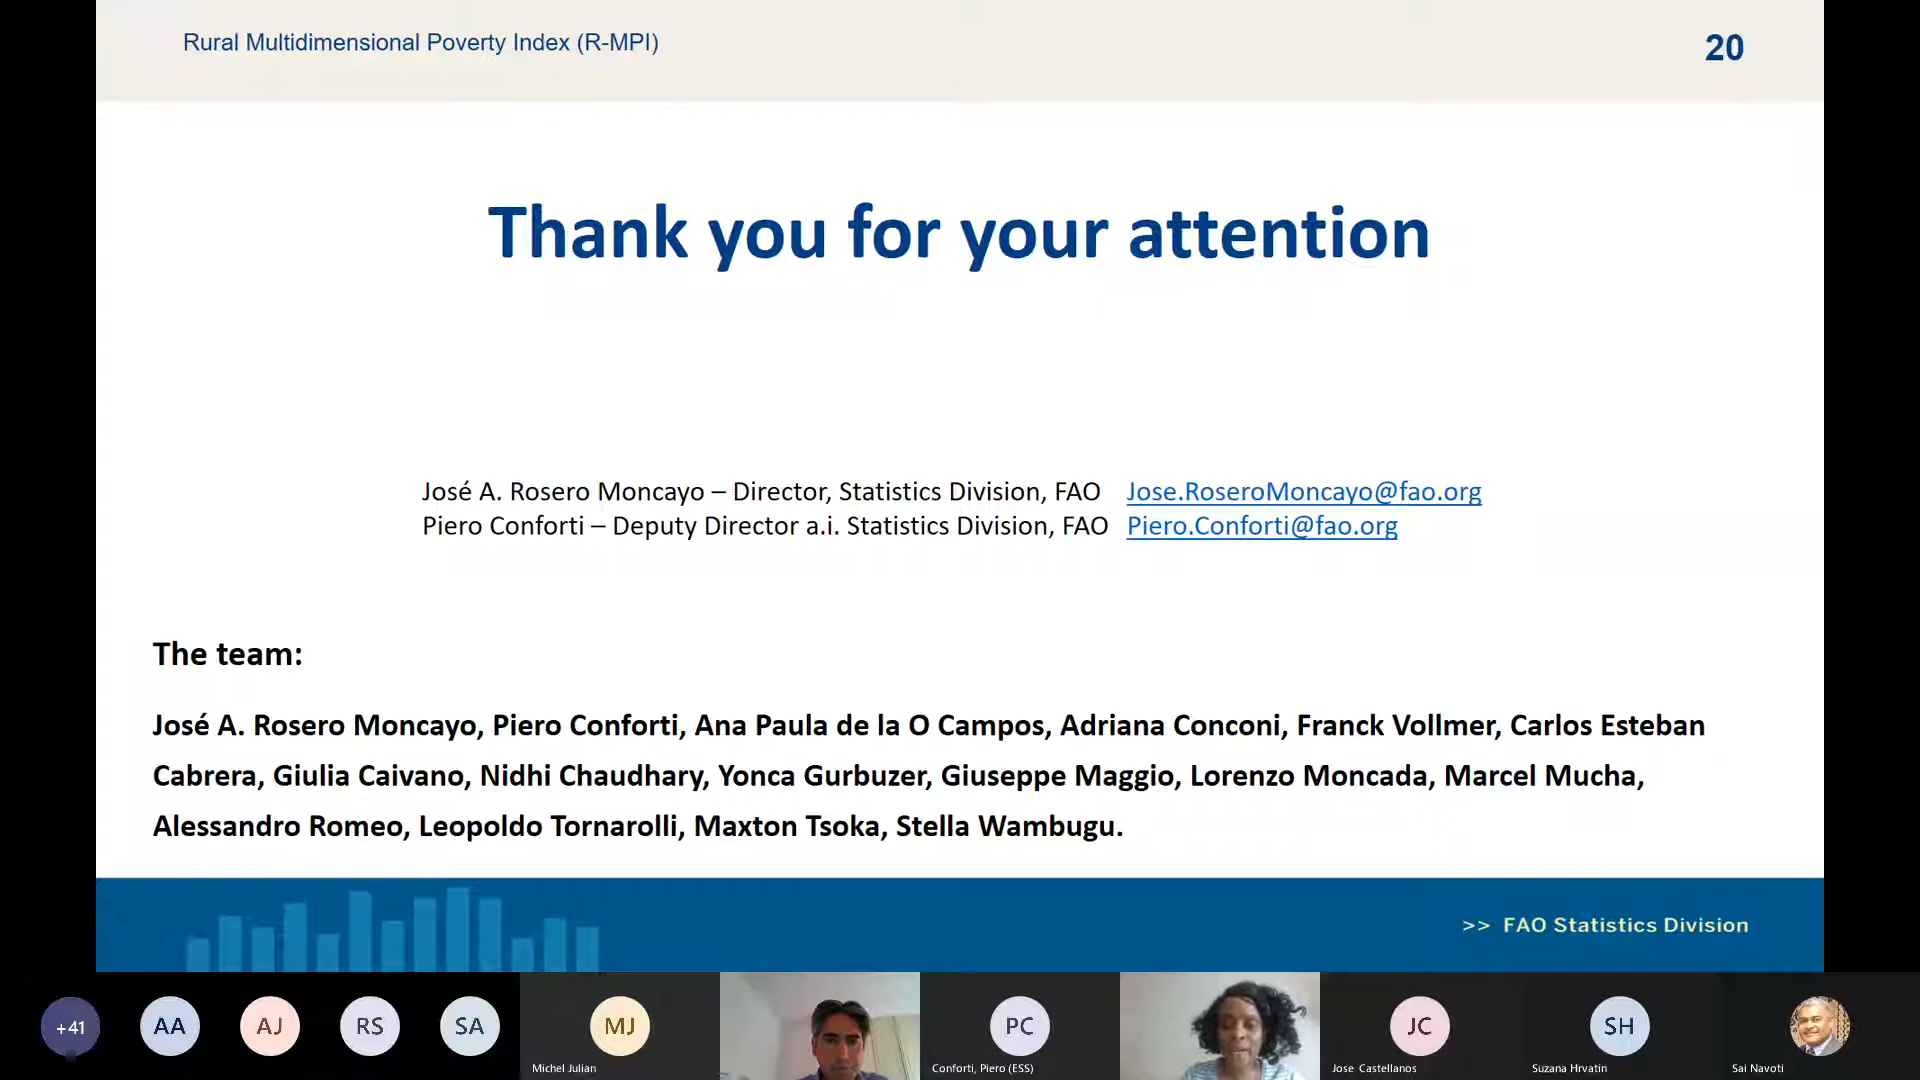 Rural Multidimensional Poverty Index (R-MPI)
20
Thank you for your attention
José A. Rosero Moncayo – Director, Statistics Division, FAO Jose.RoseroMoncayo@fao.org
Piero Conforti – Deputy Director a.i. Statistics Division, FAO Piero.Conforti@fao.org
The team:
José A. Rosero Moncayo, Piero Conforti, Ana Paula de la O Campos, Adriana Conconi, Franck Vollmer, Carlos Esteban
Cabrera, Giulia Caivano, Nidhi Chaudhary, Yonca Gurbuzer, Giuseppe Maggio, Lorenzo Moncada, Marcel Mucha,
Alessandro Romeo, Leopoldo Tornarolli, Maxton Tsoka, Stella Wambugu.
>> FAO Statistics Division
+41 AA AJ RS SA MJ PC JC SH
Michel Julian Conforti, Piero (ESS) Jose Castellanos Suzana Hrvatin Sai Navoti